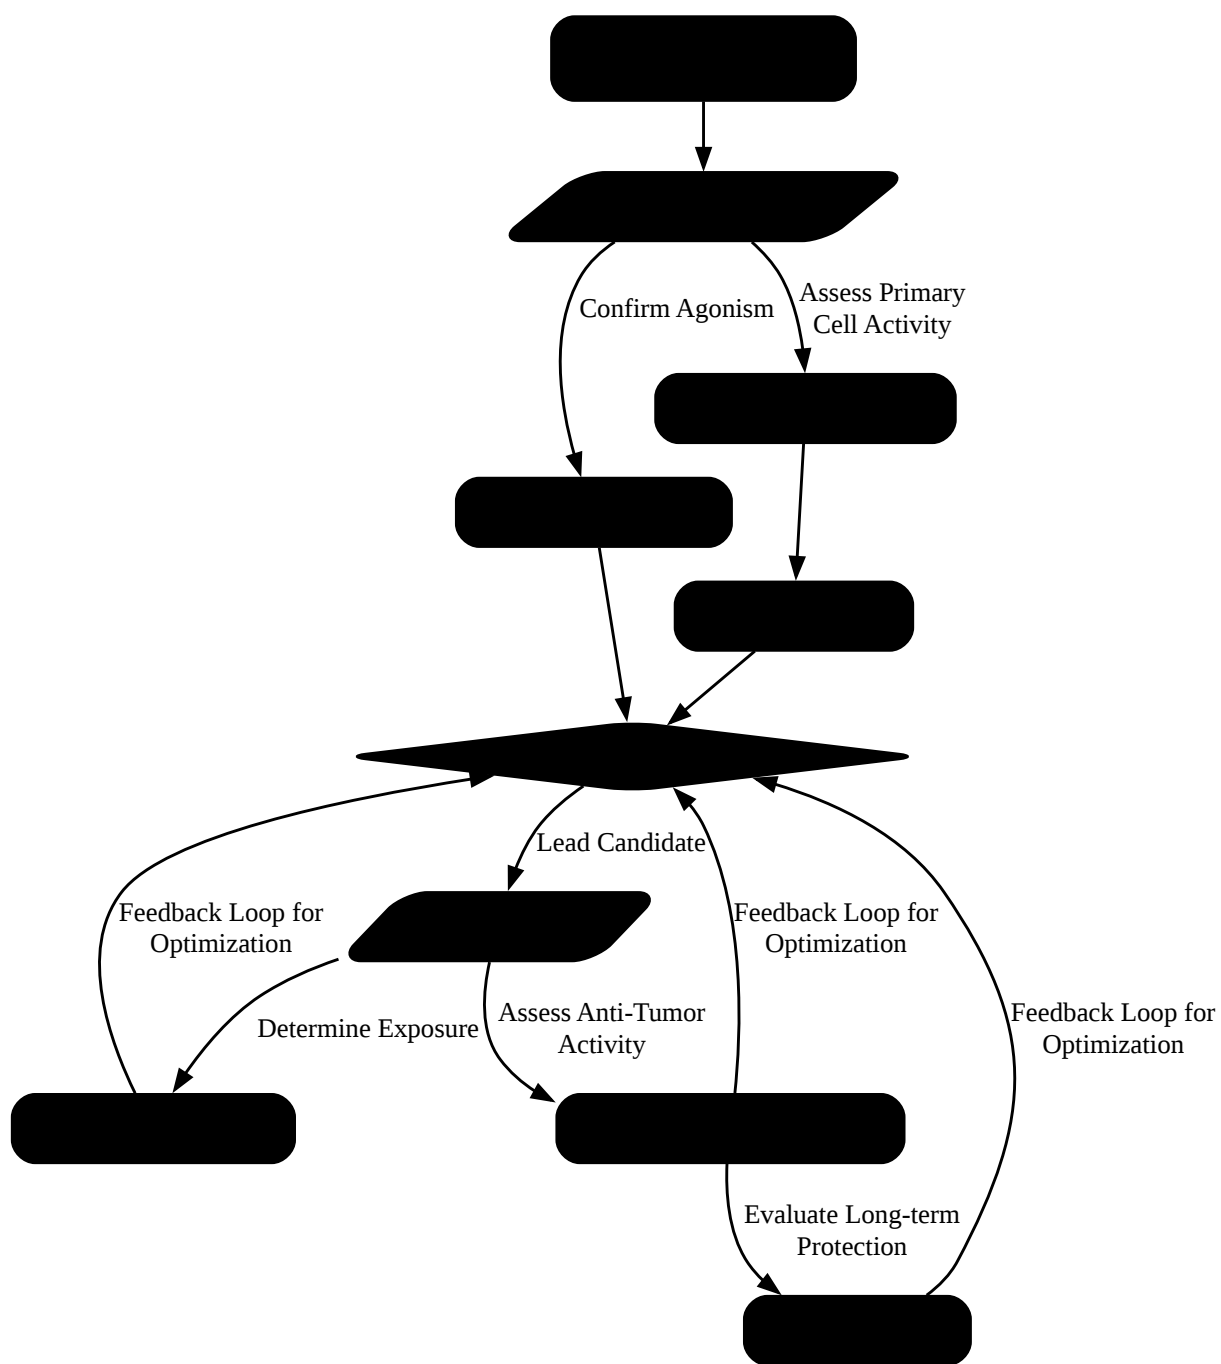 Confirm Agonism
Assess Primary
Cell Activity
Lead Candidate
Feedback Loop for
Optimization
Feedback Loop for
Optimization
Determine Exposure
Assess Anti-Tumor
Activity
Feedback Loop for
Optimization
Evaluate Long-term
Protection